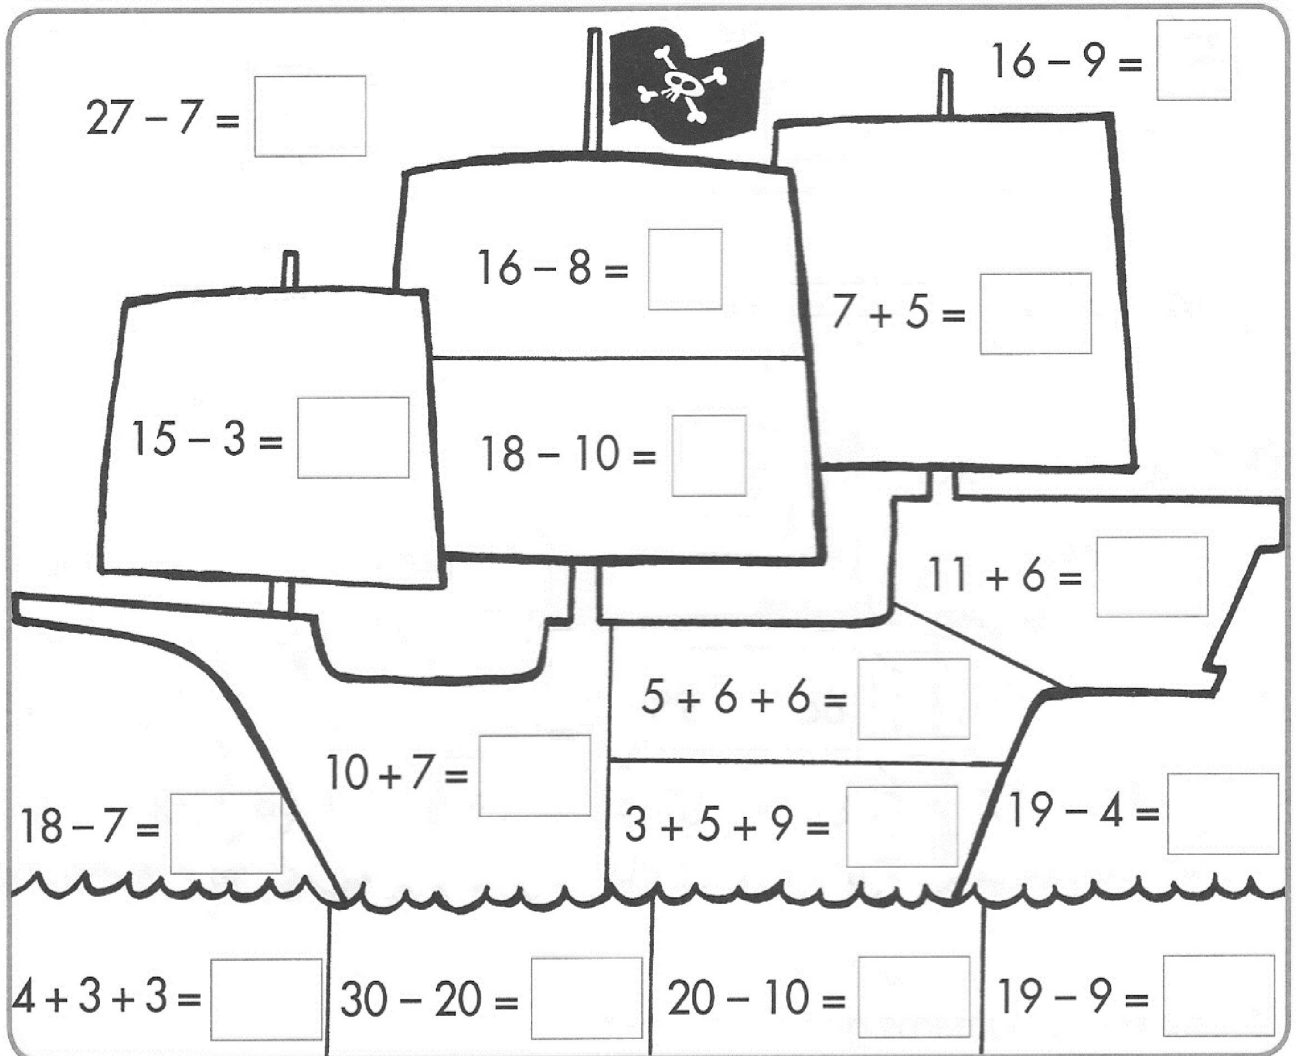 16 – 9 =
27 – 7 =
16 – 8 =
7 + 5 =
15 – 3 =
18 – 10 =
11 + 6 =
5 + 6 + 6 =
10 + 7 =
3 + 5 + 9 =
19 – 4 =
18 – 7 =
4 + 3 + 3 =
30 – 20 =
20 – 10 =
19 – 9 =